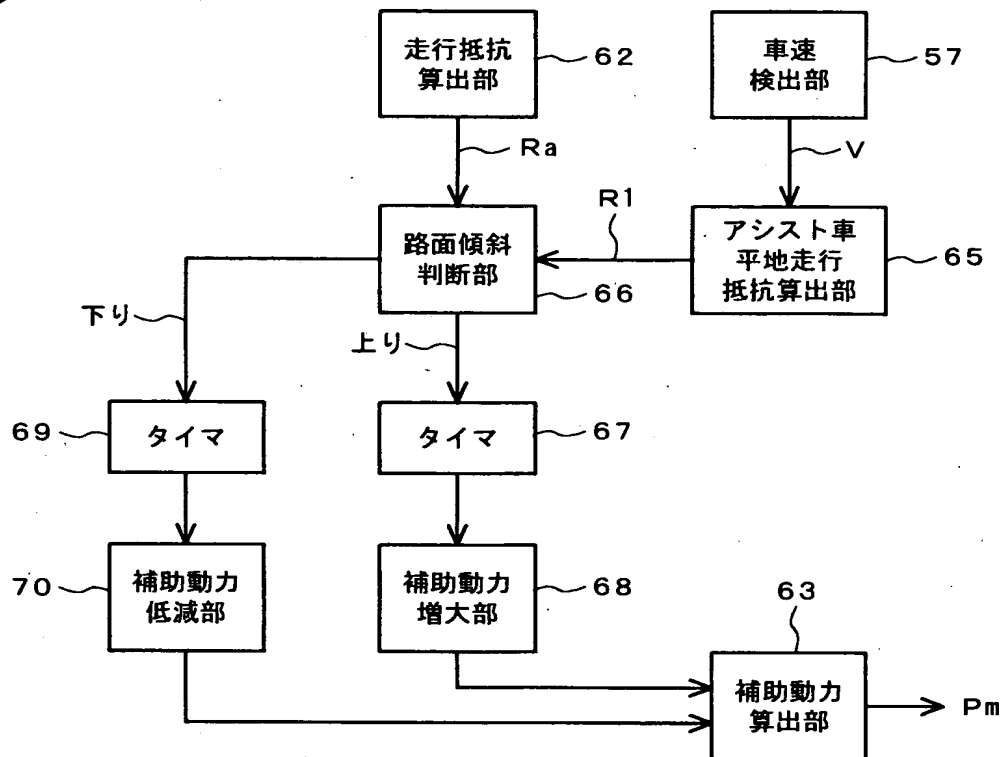 走行抵抗
算出部
62
車速
検出部
57
Ra
V
R1
路面傾斜
判断部
66
アシスト車
平地走行
抵抗算出部
65
下り
上り
69
タイマ
タイマ
67
70
補助動力
低減部
補助動力
増大部
68
63
補助動力
算出部
Pm